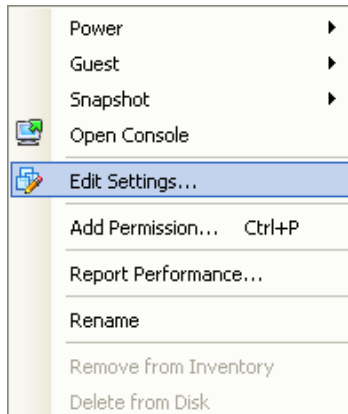 Power
Guest
Snapshot
Open Console
Edit Settings...
Add Permission... Ctrl+P
Report Performance...
Rename
Remove from Inventory
Delete from Disk